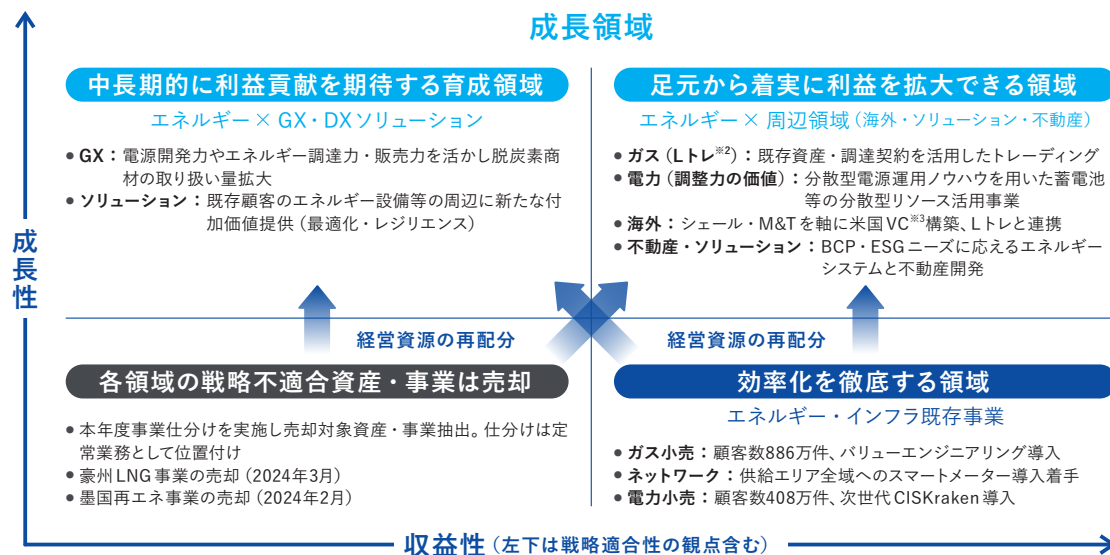 成長領域
中長期的に利益貢献を期待する育成領域
エネルギー × GX・DXソリューション
● GX：電源開発力やエネルギー調達力・販売力を活かし脱炭素商
材の取り扱い量拡大
● ソリューション：既存顧客のエネルギー設備等の周辺に新たな付
加価値提供（最適化・レジリエンス）
足元から着実に利益を拡大できる領域
エネルギー × 周辺領域（海外・ソリューション・不動産）
● ガス（Lトレ※2）：既存資産・調達契約を活用したトレーディング
● 電力（調整力の価値）：分散型電源運用ノウハウを用いた蓄電池
等の分散型リソース活用事業
● 海外：シェール・M&Tを軸に米国VC※3構築、Lトレと連携
● 不動産・ソリューション：BCP・ESGニーズに応えるエネルギー
システムと不動産開発
成長性
経営資源の再配分
経営資源の再配分
各領域の戦略不適合資産・事業は売却
● 本年度事業仕分けを実施し売却対象資産・事業抽出。仕分けは定
常業務として位置付け
● 豪州LNG事業の売却（2024年3月）
● 墨国再エネ事業の売却（2024年2月）
効率化を徹底する領域
エネルギー・インフラ既存事業
● ガス小売：顧客数886万件、バリューエンジニアリング導入
● ネットワーク：供給エリア全域へのスマートメーター導入着手
● 電力小売：顧客数408万件、次世代CISKraken導入
収益性（左下は戦略適合性の観点含む）